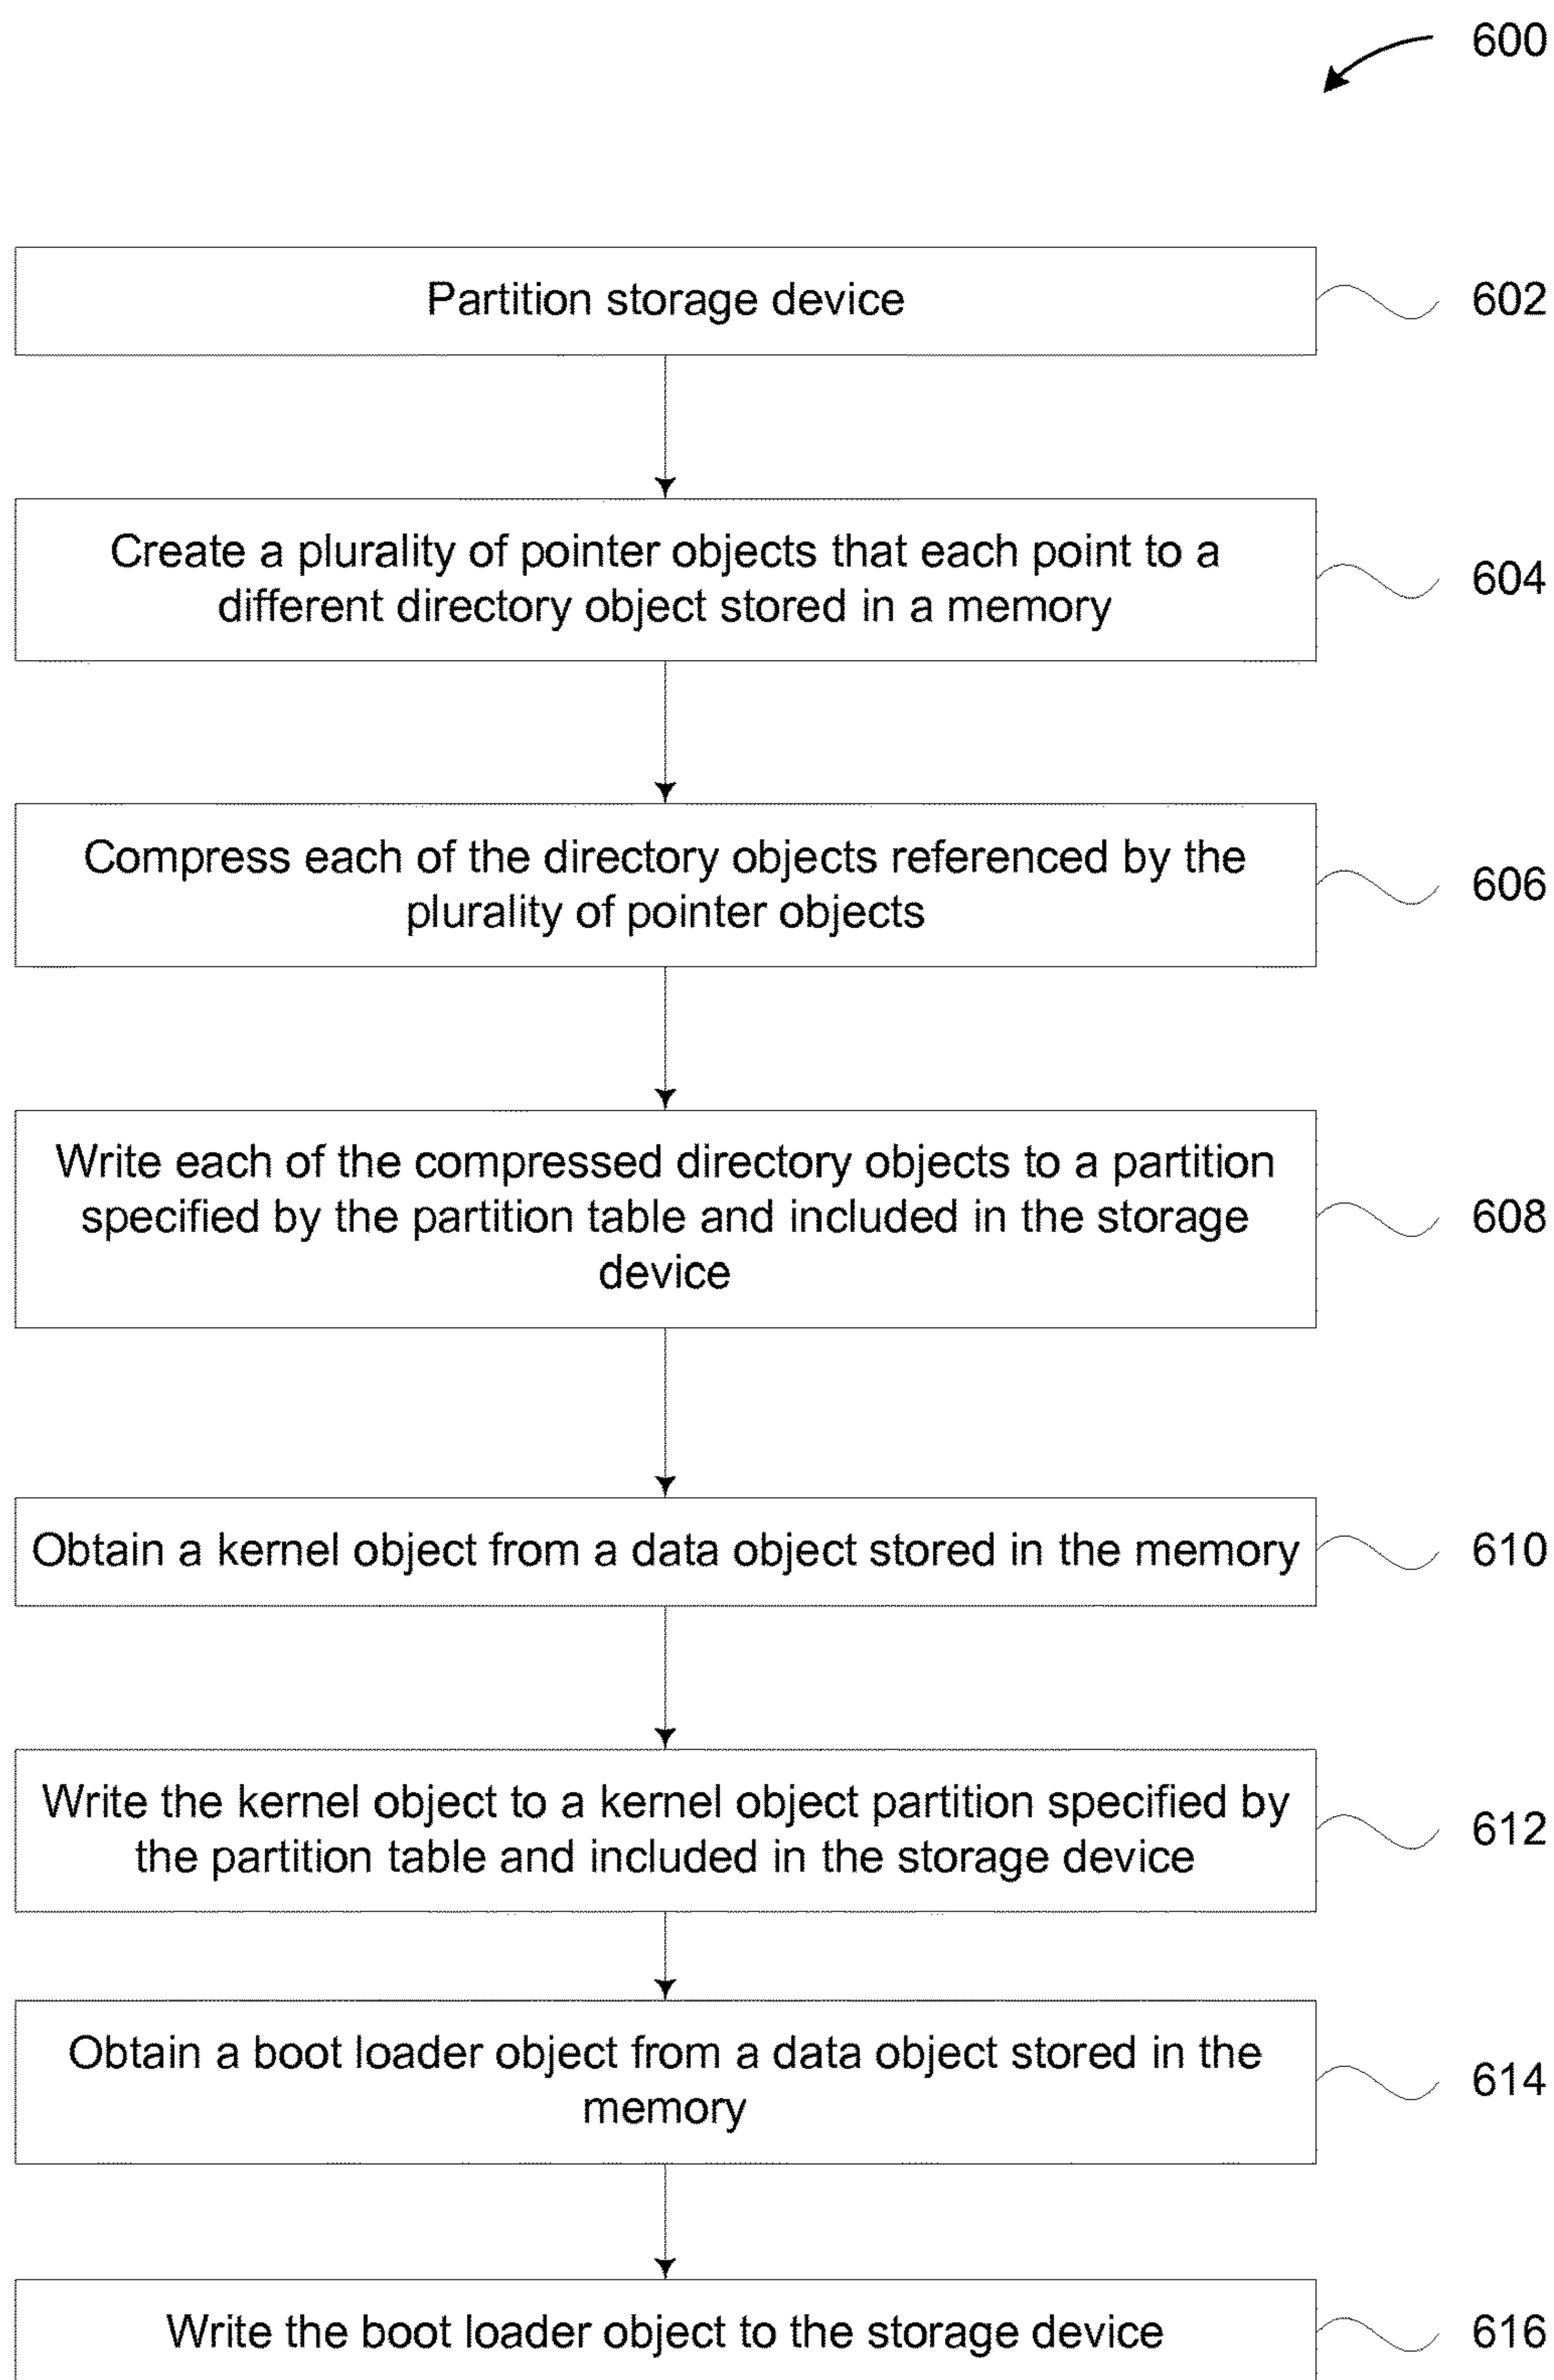 600
Partition storage device
602
Create a plurality of pointer objects that each point to a
different directory object stored in a memory
604
Compress each of the directory objects referenced by the
plurality of pointer objects
606
Write each of the compressed directory objects to a partition
specified by the partition table and included in the storage
device
608
Obtain a kernel object from a data object stored in the memory
610
Write the kernel object to a kernel object partition specified by
the partition table and included in the storage device
612
Obtain a boot loader object from a data object stored in the
memory
614
Write the boot loader object to the storage device
616